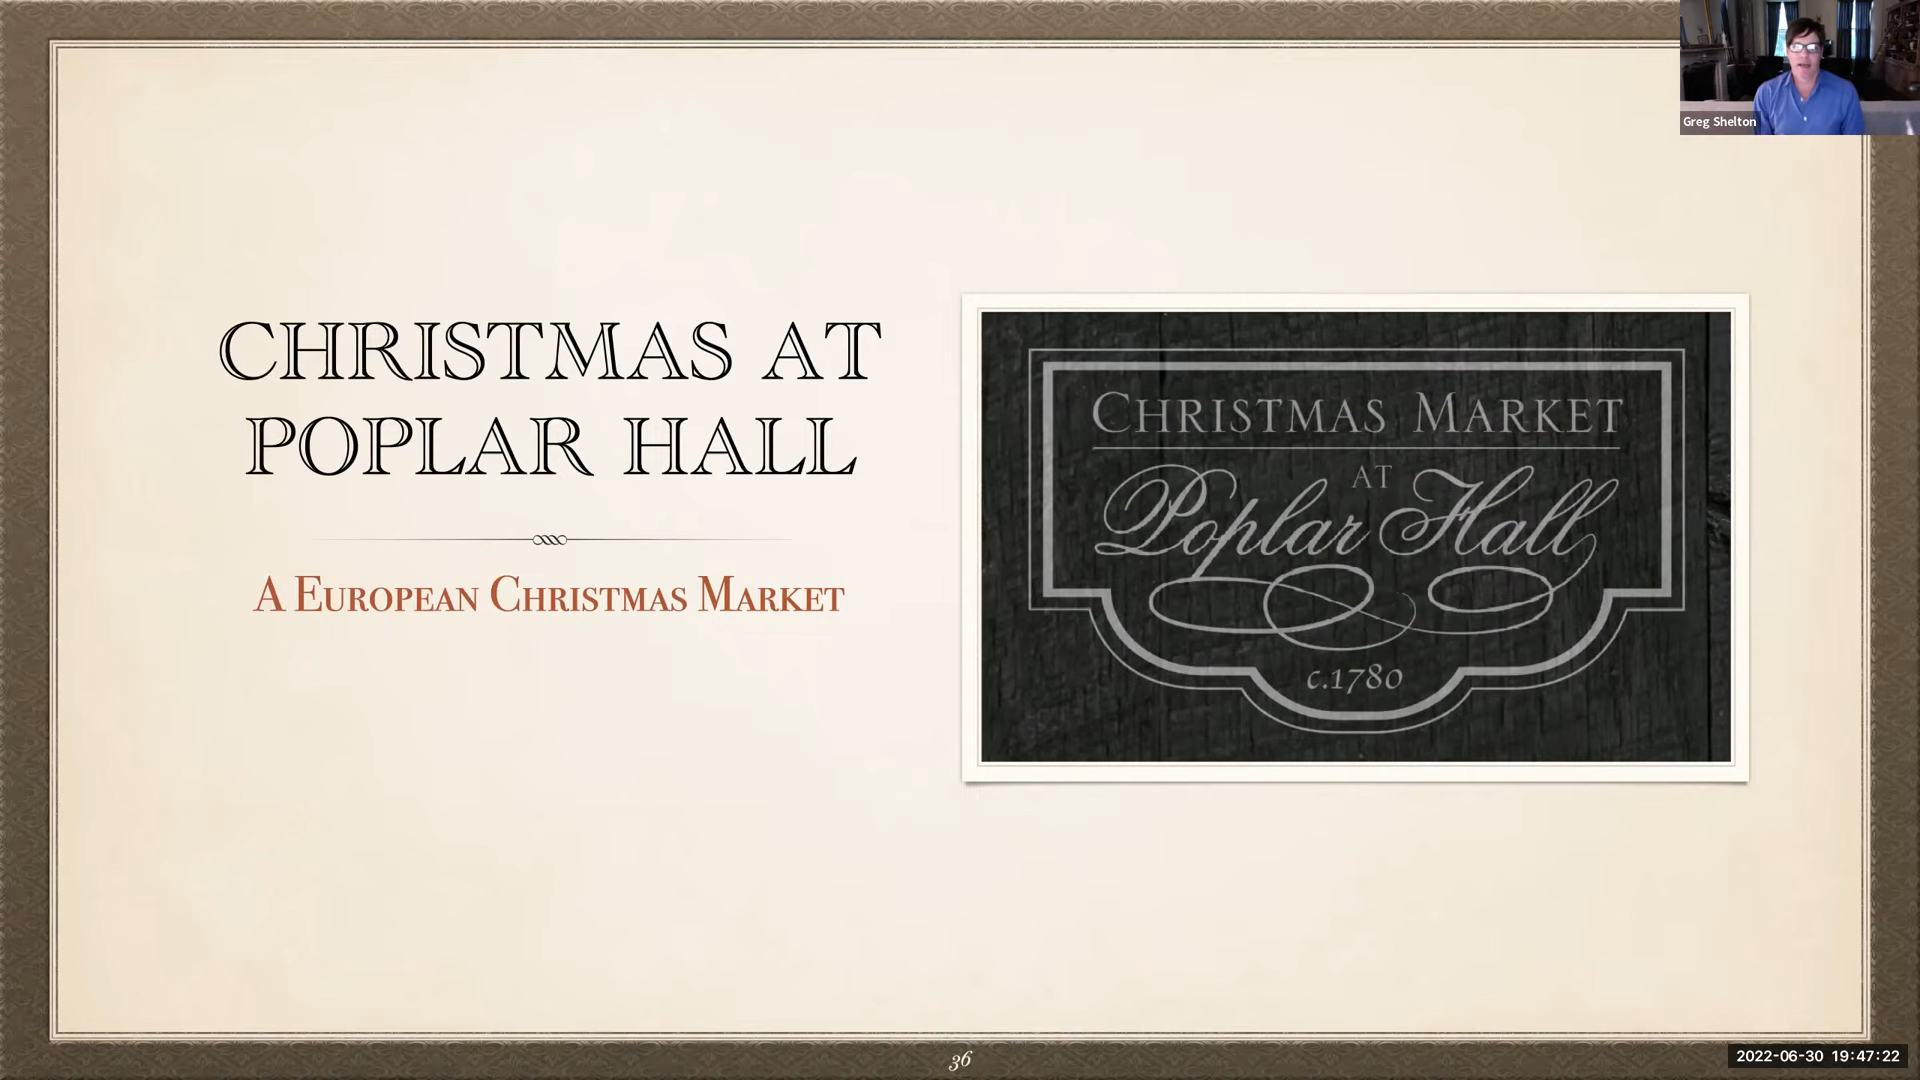 Greg Shelton
CHRISTMAS AT
POPLAR HALL
A European Christmas Market
Christmas Market
AT
Poplar Hall
c.1780
36
2022-06-30 19:47:22